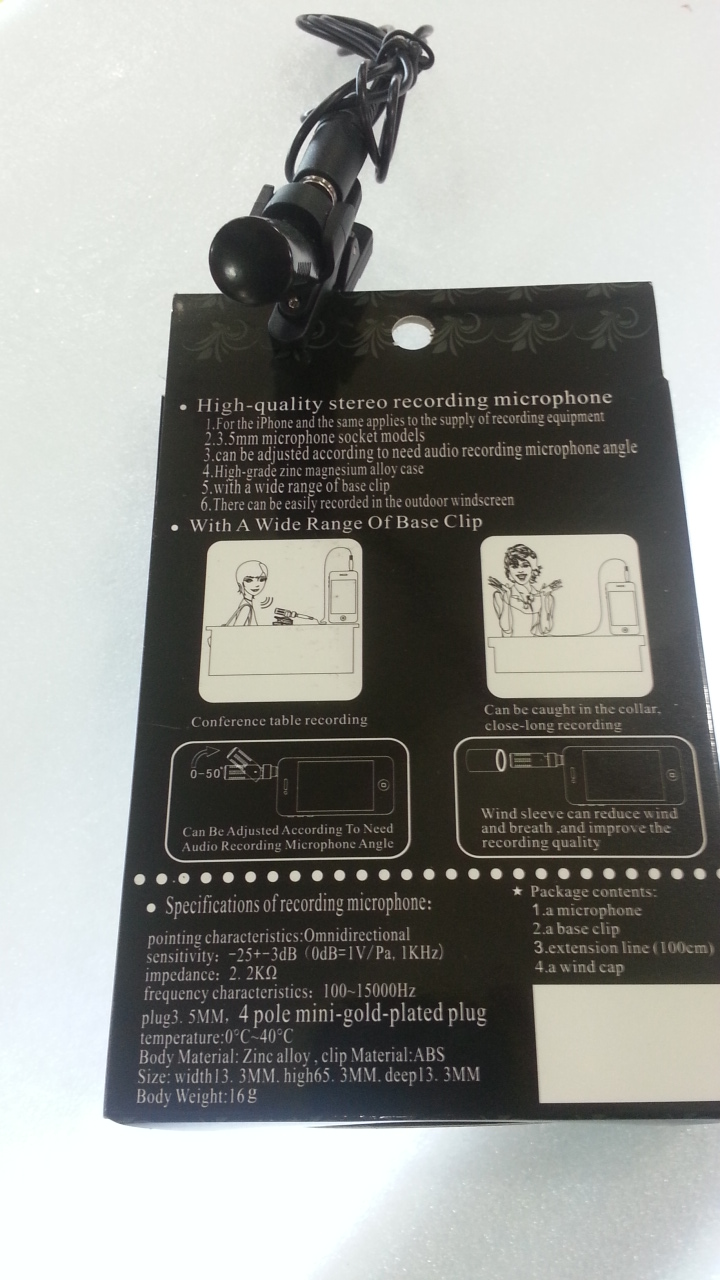 • High-quality stereo recording microphone
1.For the iPhone and the same applies to the supply of recording equipment
2.3.5mm microphone socket models
3.can be adjusted according to need audio recording microphone angle
4.High-grade zinc magnesium alloy case
5.with a wide range of base clip
6.There can be easily recorded in the outdoor windscreen
• With A Wide Range Of Base Clip
Conference table recording
Can be caught in the collar,
close-long recording
0-50°
Can Be Adjusted According To Need
Audio Recording Microphone Angle
Wind sleeve can reduce wind
and breath ,and improve the
recording quality
• Specifications of recording microphone:
pointing characteristics:Omnidirectional
sensitivity: -25+-3dB (0dB=1V/Pa, 1KHz)
impedance: 2. 2KΩ
frequency characteristics: 100~15000Hz
plug3. 5MM, 4 pole mini-gold-plated plug
temperature:0°C~40°C
Body Material: Zinc alloy , clip Material:ABS
Size: width13. 3MM. high65. 3MM. deep13. 3MM
Body Weight:16g
★ Package contents:
1.a microphone
2.a base clip
3.extension line (100cm)
4.a wind cap